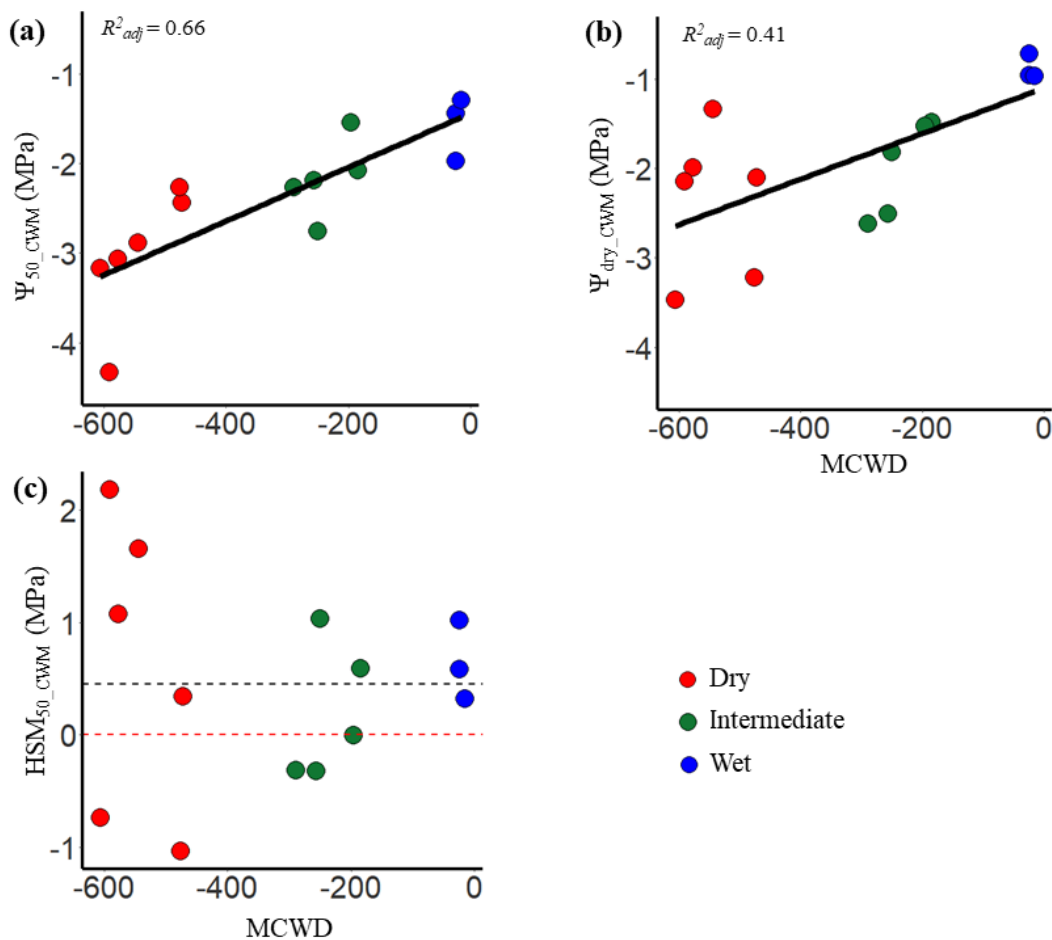 (a)
R²adj = 0.66
Ψ50_CWM (MPa)
-1
-2
-3
-4
-600 -400 -200 0
(b)
R²adj = 0.41
Ψdry_CWM (MPa)
-1
-2
-3
-4
-600 -400 -200 0
MCWD
(c)
HSM50_CWM (MPa)
2
1
0
-1
-600 -400 -200 0
MCWD
Dry
Intermediate
Wet